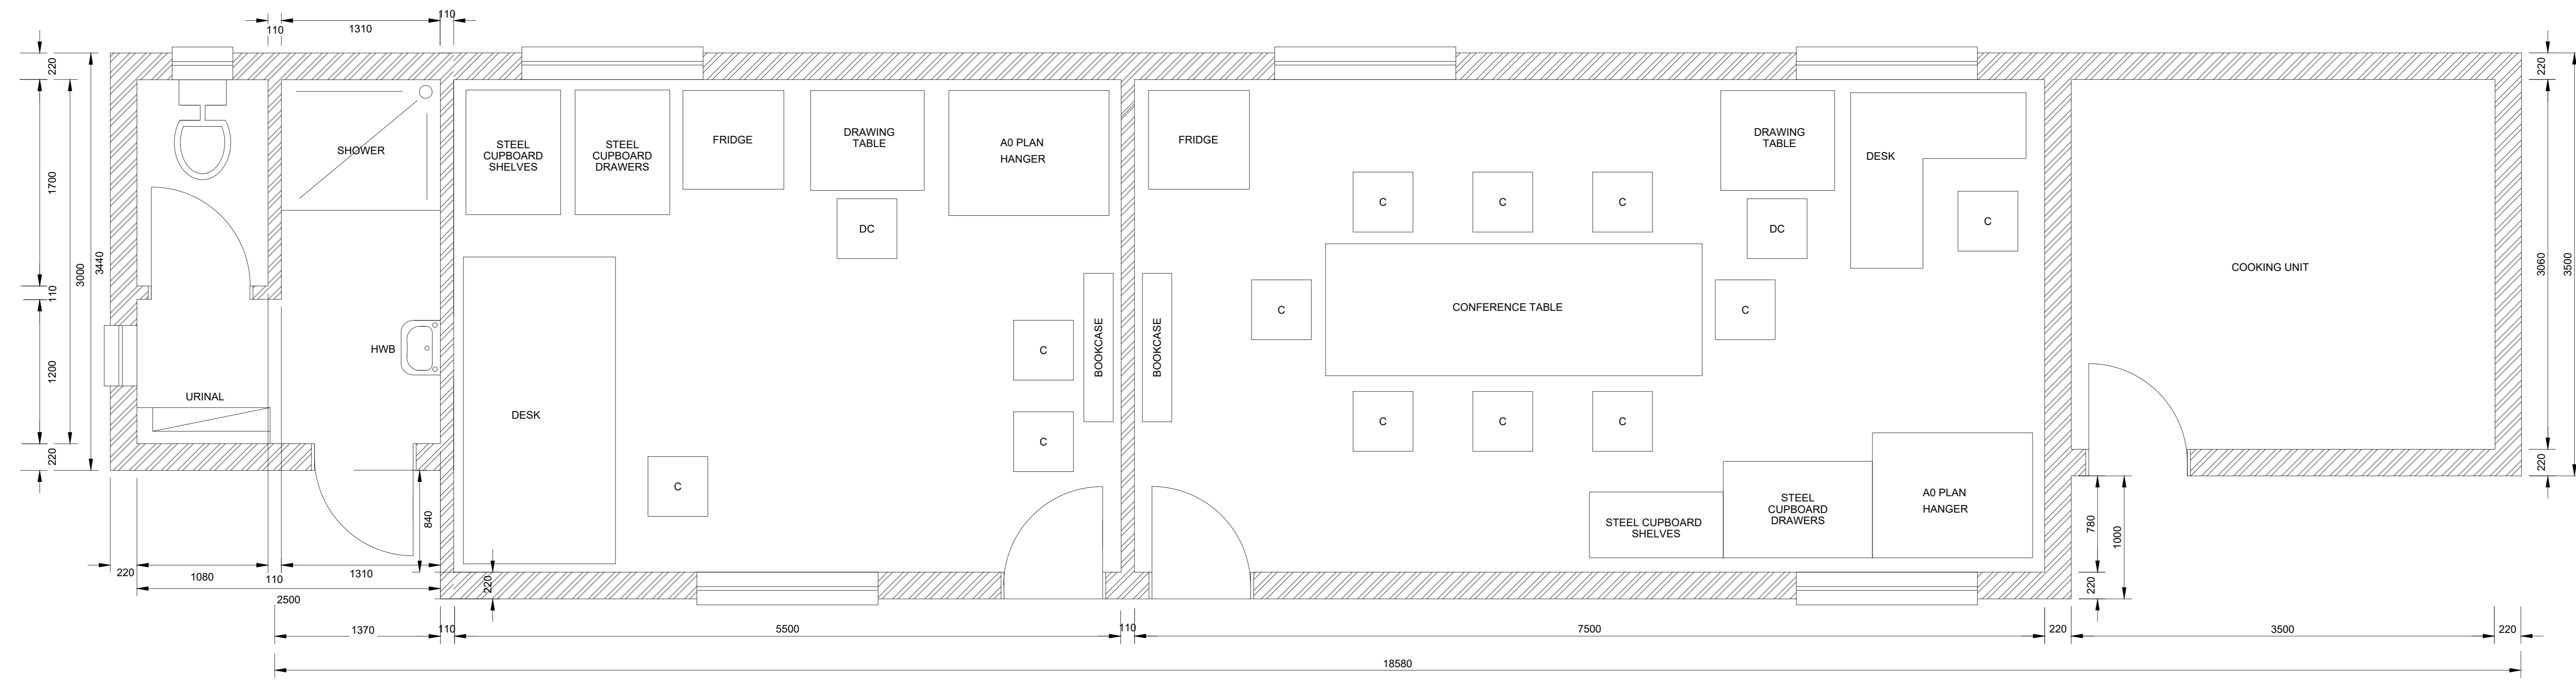 110
1310
110
220
1700
110
1200
220
3000
3440
SHOWER
HWB
URINAL
STEEL
CUPBOARD
SHELVES
STEEL
CUPBOARD
DRAWERS
FRIDGE
DRAWING
TABLE
A0 PLAN
HANGER
DC
DESK
C
C
C
BOOKCASE
BOOKCASE
FRIDGE
C
C
C
C
CONFERENCE TABLE
C
C
C
C
DRAWING
TABLE
DC
DESK
C
STEEL CUPBOARD
SHELVES
STEEL
CUPBOARD
DRAWERS
A0 PLAN
HANGER
COOKING UNIT
220
3060
220
3500
780
220
1000
840
220
220
1080
110
1310
2500
1370
110
5500
110
7500
220
3500
220
18580